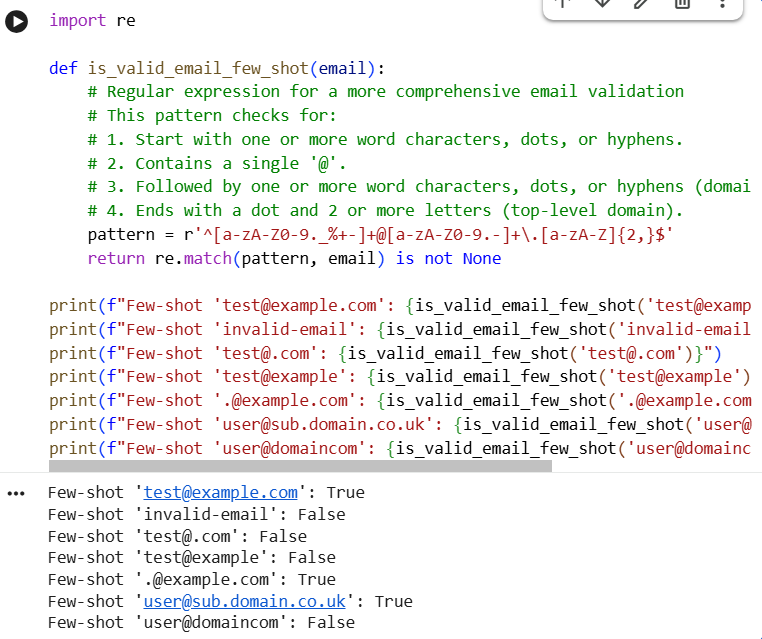 import re
def is_valid_email_few_shot(email):
# Regular expression for a more comprehensive email validation
# This pattern checks for:
# 1. Start with one or more word characters, dots, or hyphens.
# 2. Contains a single '@'.
# 3. Followed by one or more word characters, dots, or hyphens (domai
# 4. Ends with a dot and 2 or more letters (top-level domain).
pattern = r'^[a-zA-Z0-9._%+-]+@[a-zA-Z0-9.-]+\.[a-zA-Z]{2,}$'
return re.match(pattern, email) is not None
print(f"Few-shot 'test@example.com': {is_valid_email_few_shot('test@examp
print(f"Few-shot 'invalid-email': {is_valid_email_few_shot('invalid-email
print(f"Few-shot 'test@.com': {is_valid_email_few_shot('test@.com')}")
print(f"Few-shot 'test@example': {is_valid_email_few_shot('test@example')
print(f"Few-shot '.@example.com': {is_valid_email_few_shot('.@example.com
print(f"Few-shot 'user@sub.domain.co.uk': {is_valid_email_few_shot('user@
print(f"Few-shot 'user@domaincom': {is_valid_email_few_shot('user@domainc
Few-shot 'test@example.com': True
Few-shot 'invalid-email': False
Few-shot 'test@.com': False
Few-shot 'test@example': False
Few-shot '.@example.com': True
Few-shot 'user@sub.domain.co.uk': True
Few-shot 'user@domaincom': False